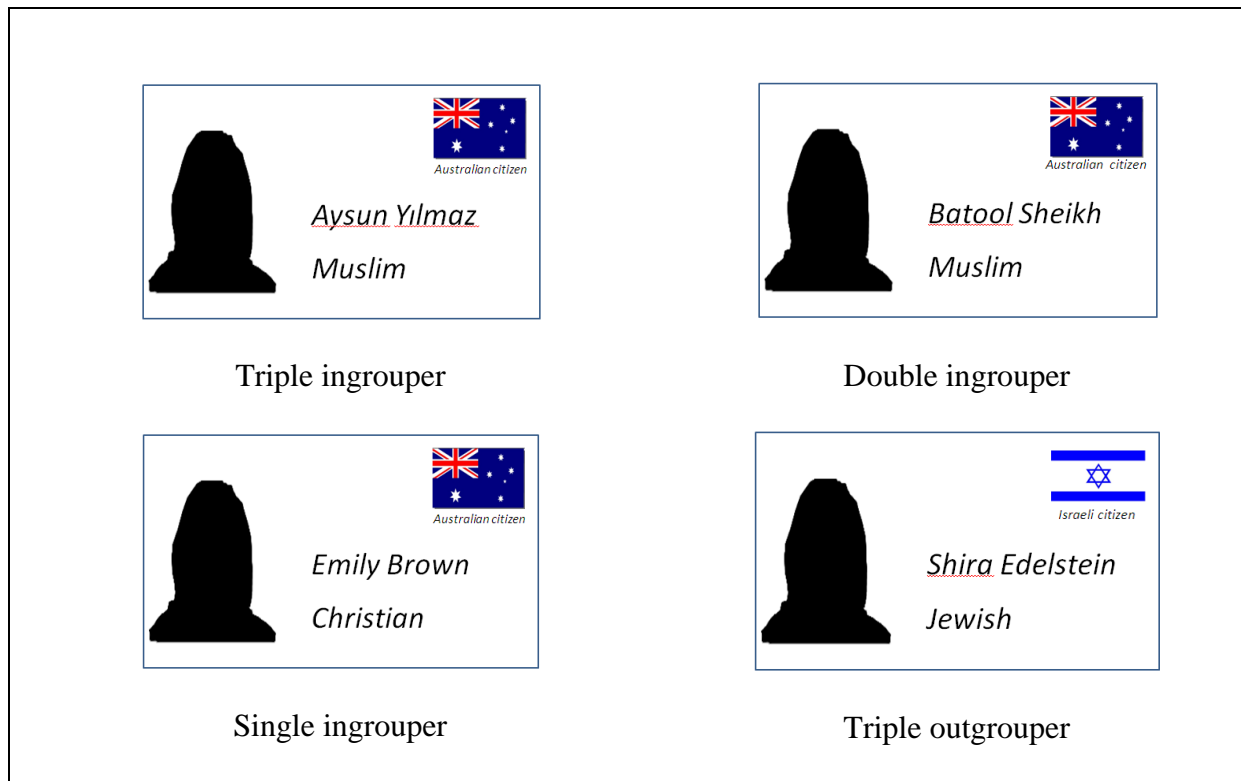 Australian citizen
Aysun Yılmaz
Muslim
Triple ingrouper
Australian citizen
Batool Sheikh
Muslim
Double ingrouper
Australian citizen
Emily Brown
Christian
Single ingrouper
Israeli citizen
Shira Edelstein
Jewish
Triple outgrouper